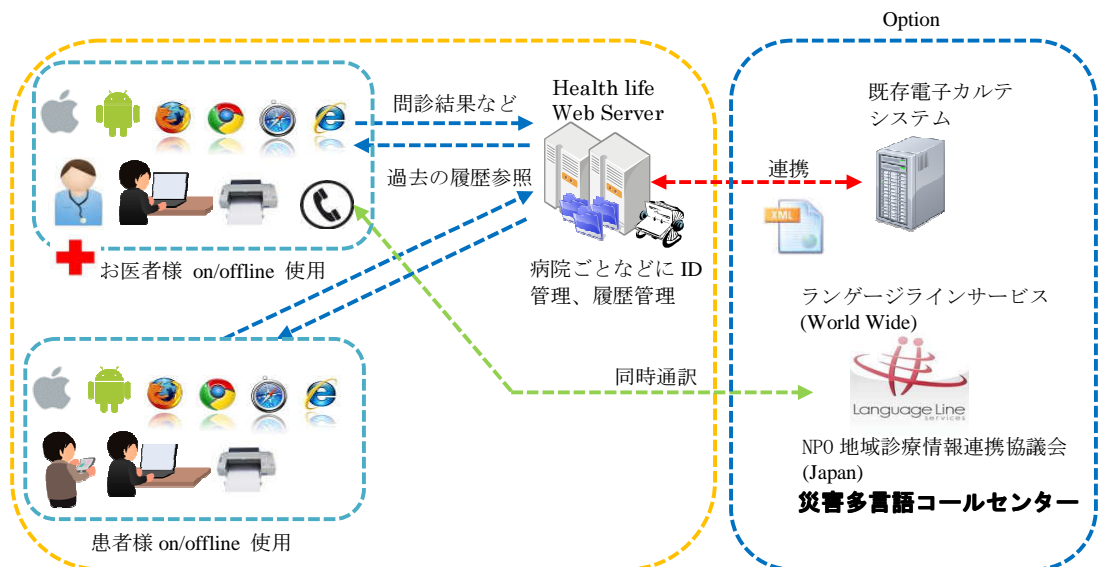 Option
問診結果など
過去の履歴参照
お医者様 on/offline 使用
Health life
Web Server
病院ごとなどに ID
管理、履歴管理
連携
XML
既存電子カルテ
システム
ランゲージラインサービス
(World Wide)
Language Line
services
同時通訳
NPO 地域診療情報連携協議会
(Japan)
災害多言語コールセンター
患者様 on/offline 使用